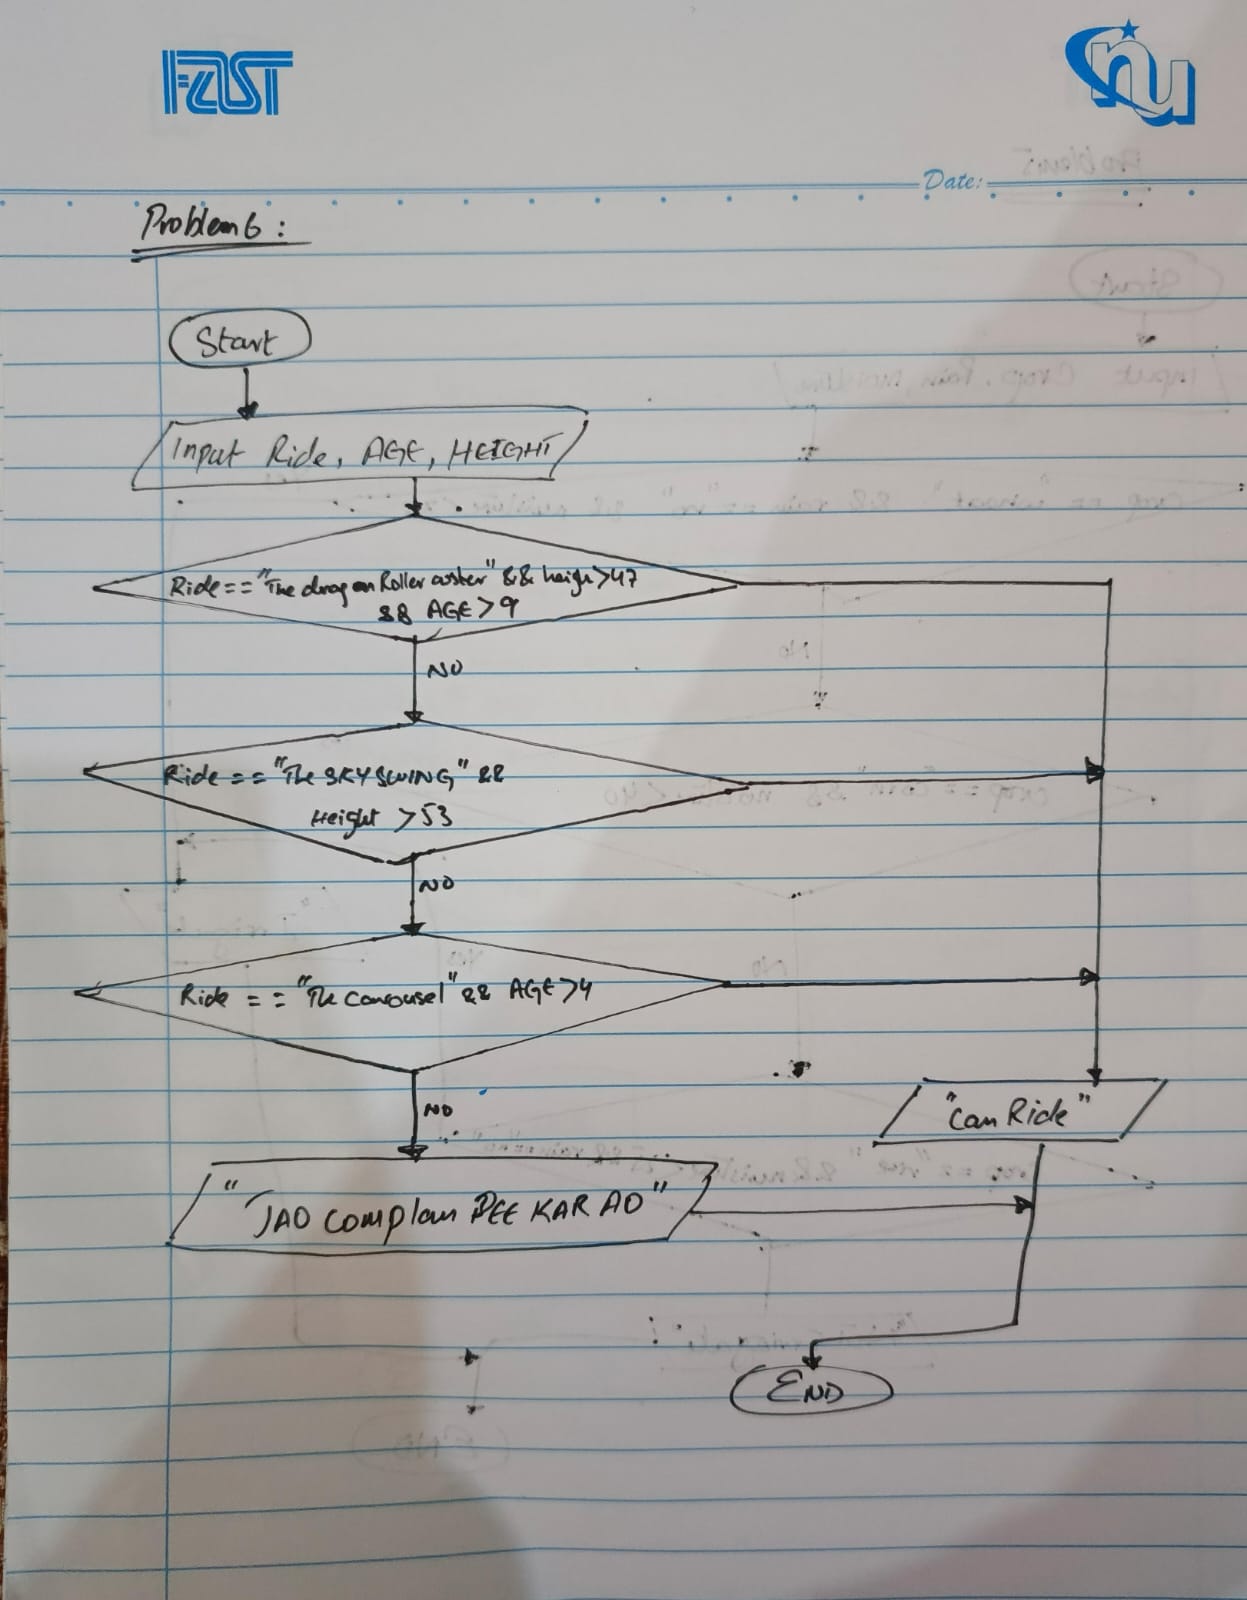 FAST
nu
Date:
Problem 6 :
Start
Input Ride, AGE, HEIGHT
Ride == "The dragon Roller coster" && heigh > 47
&& AGE > 9
NO
Ride == "The SKY SWING" &&
Height > 53
NO
Ride == "The Carousel" && AGE > 4
NO
"Can Ride"
"JAO Complan PEE KAR AO"
END